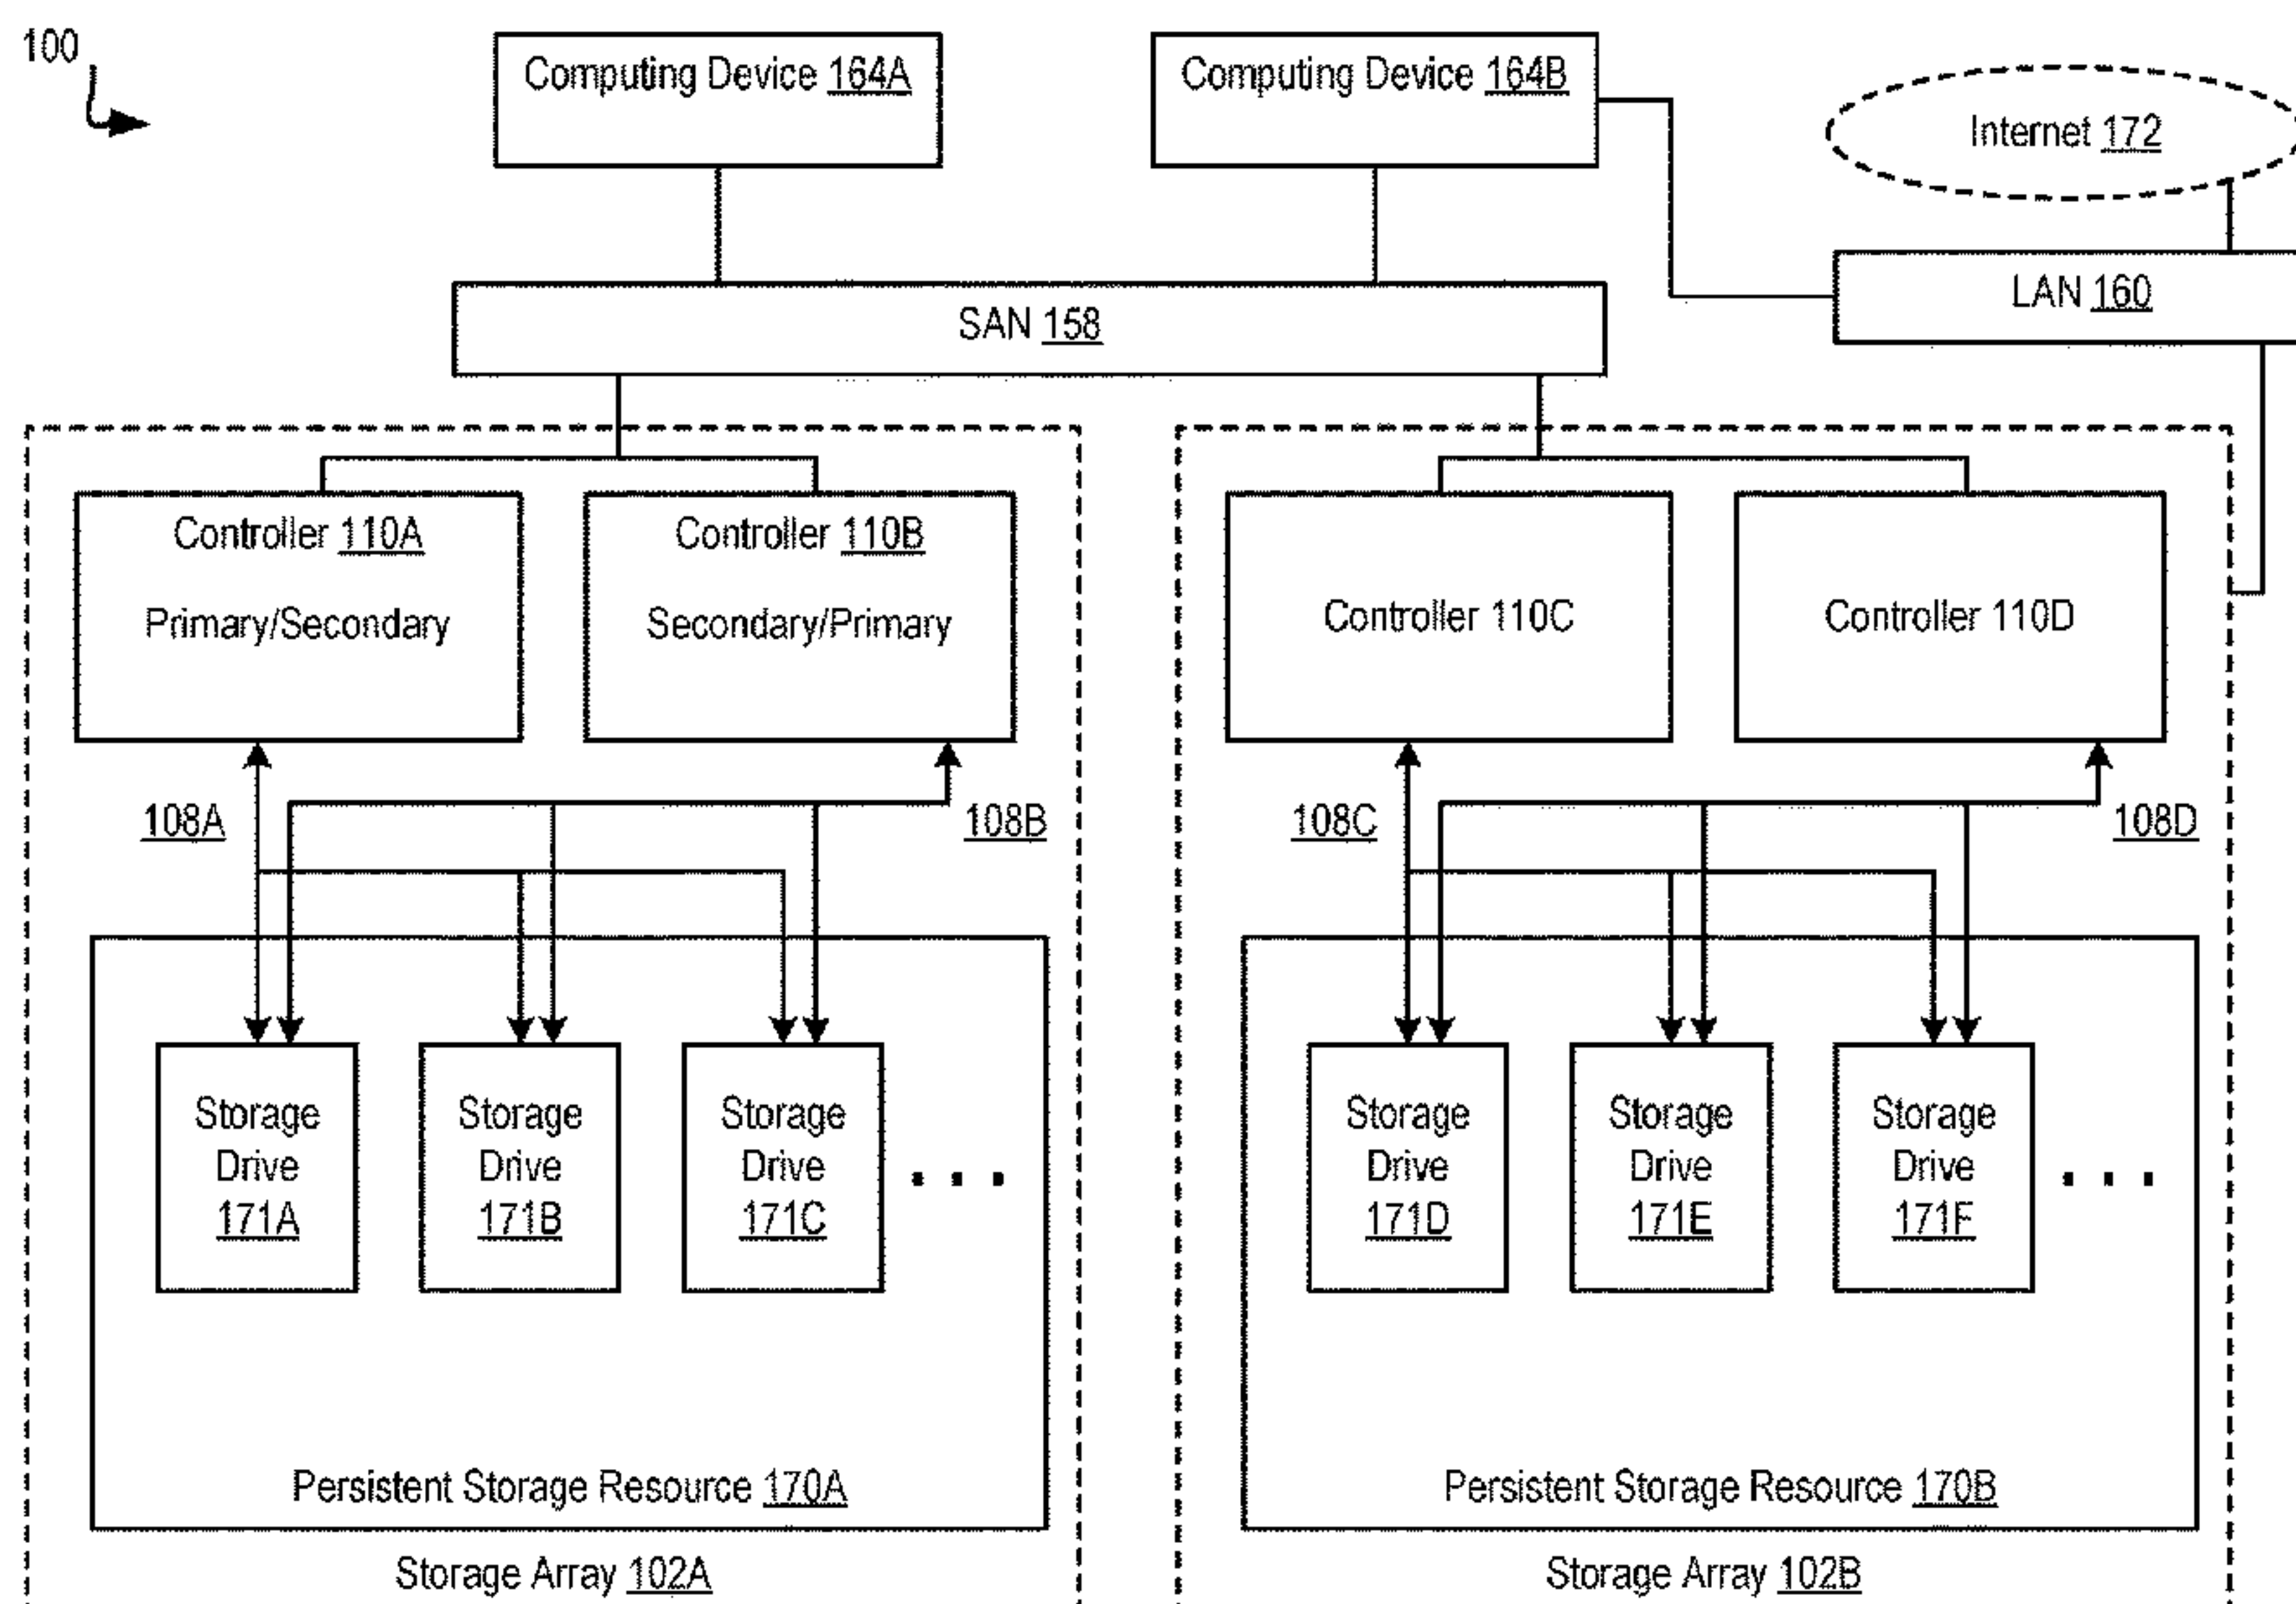 100
Computing Device 164A
Computing Device 164B
Internet 172
LAN 160
SAN 158
Controller 110A
Primary/Secondary
Controller 110B
Secondary/Primary
Controller 110C
Controller 110D
108A
108B
108C
108D
Storage
Drive
171A
Storage
Drive
171B
Storage
Drive
171C
. . .
Storage
Drive
171D
Storage
Drive
171E
Storage
Drive
171F
. . .
Persistent Storage Resource 170A
Persistent Storage Resource 170B
Storage Array 102A
Storage Array 102B